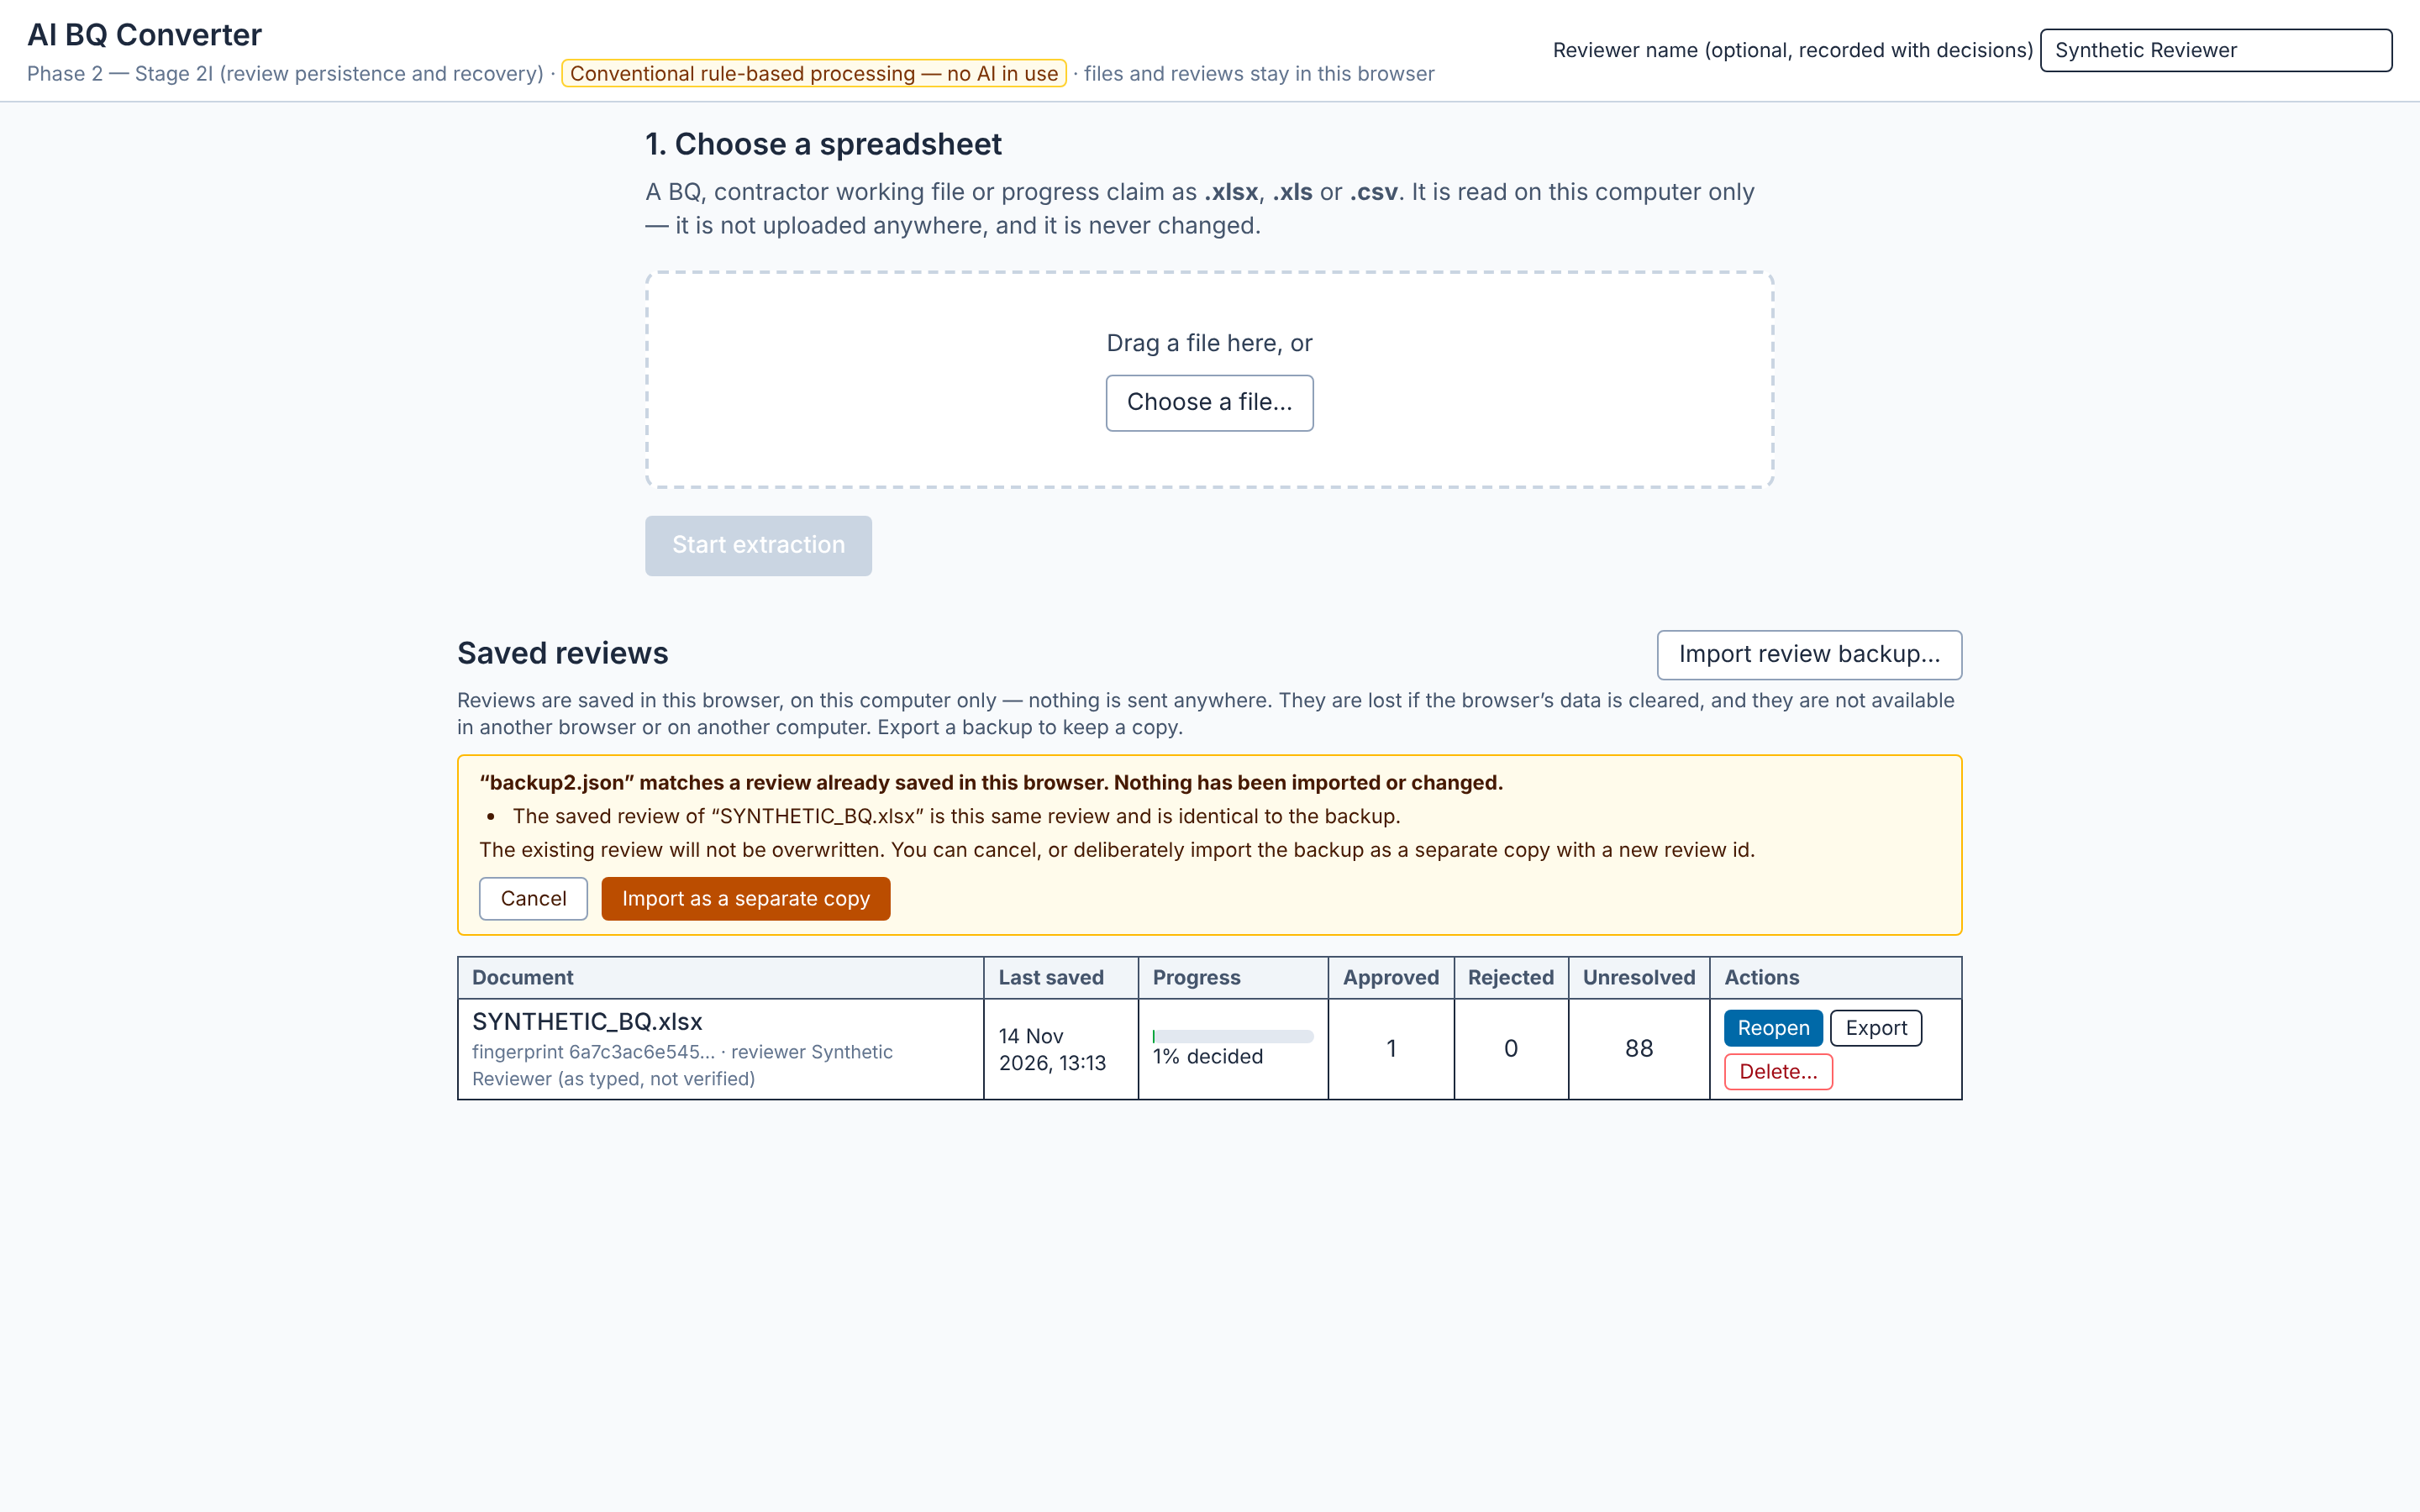 AI BQ Converter
Phase 2 — Stage 2I (review persistence and recovery) · Conventional rule-based processing — no AI in use · files and reviews stay in this browser
Reviewer name (optional, recorded with decisions) Synthetic Reviewer
1. Choose a spreadsheet
A BQ, contractor working file or progress claim as .xlsx, .xls or .csv. It is read on this computer only
— it is not uploaded anywhere, and it is never changed.
Drag a file here, or
Choose a file...
Start extraction
Saved reviews
Import review backup...
Reviews are saved in this browser, on this computer only — nothing is sent anywhere. They are lost if the browser’s data is cleared, and they are not available
in another browser or on another computer. Export a backup to keep a copy.
“backup2.json” matches a review already saved in this browser. Nothing has been imported or changed.
• The saved review of “SYNTHETIC_BQ.xlsx” is this same review and is identical to the backup.
The existing review will not be overwritten. You can cancel, or deliberately import the backup as a separate copy with a new review id.
Cancel Import as a separate copy
Document Last saved Progress Approved Rejected Unresolved Actions
SYNTHETIC_BQ.xlsx
fingerprint 6a7c3ac6e545... · reviewer Synthetic
Reviewer (as typed, not verified)
14 Nov
2026, 13:13
1% decided
1
0
88
Reopen Export
Delete...